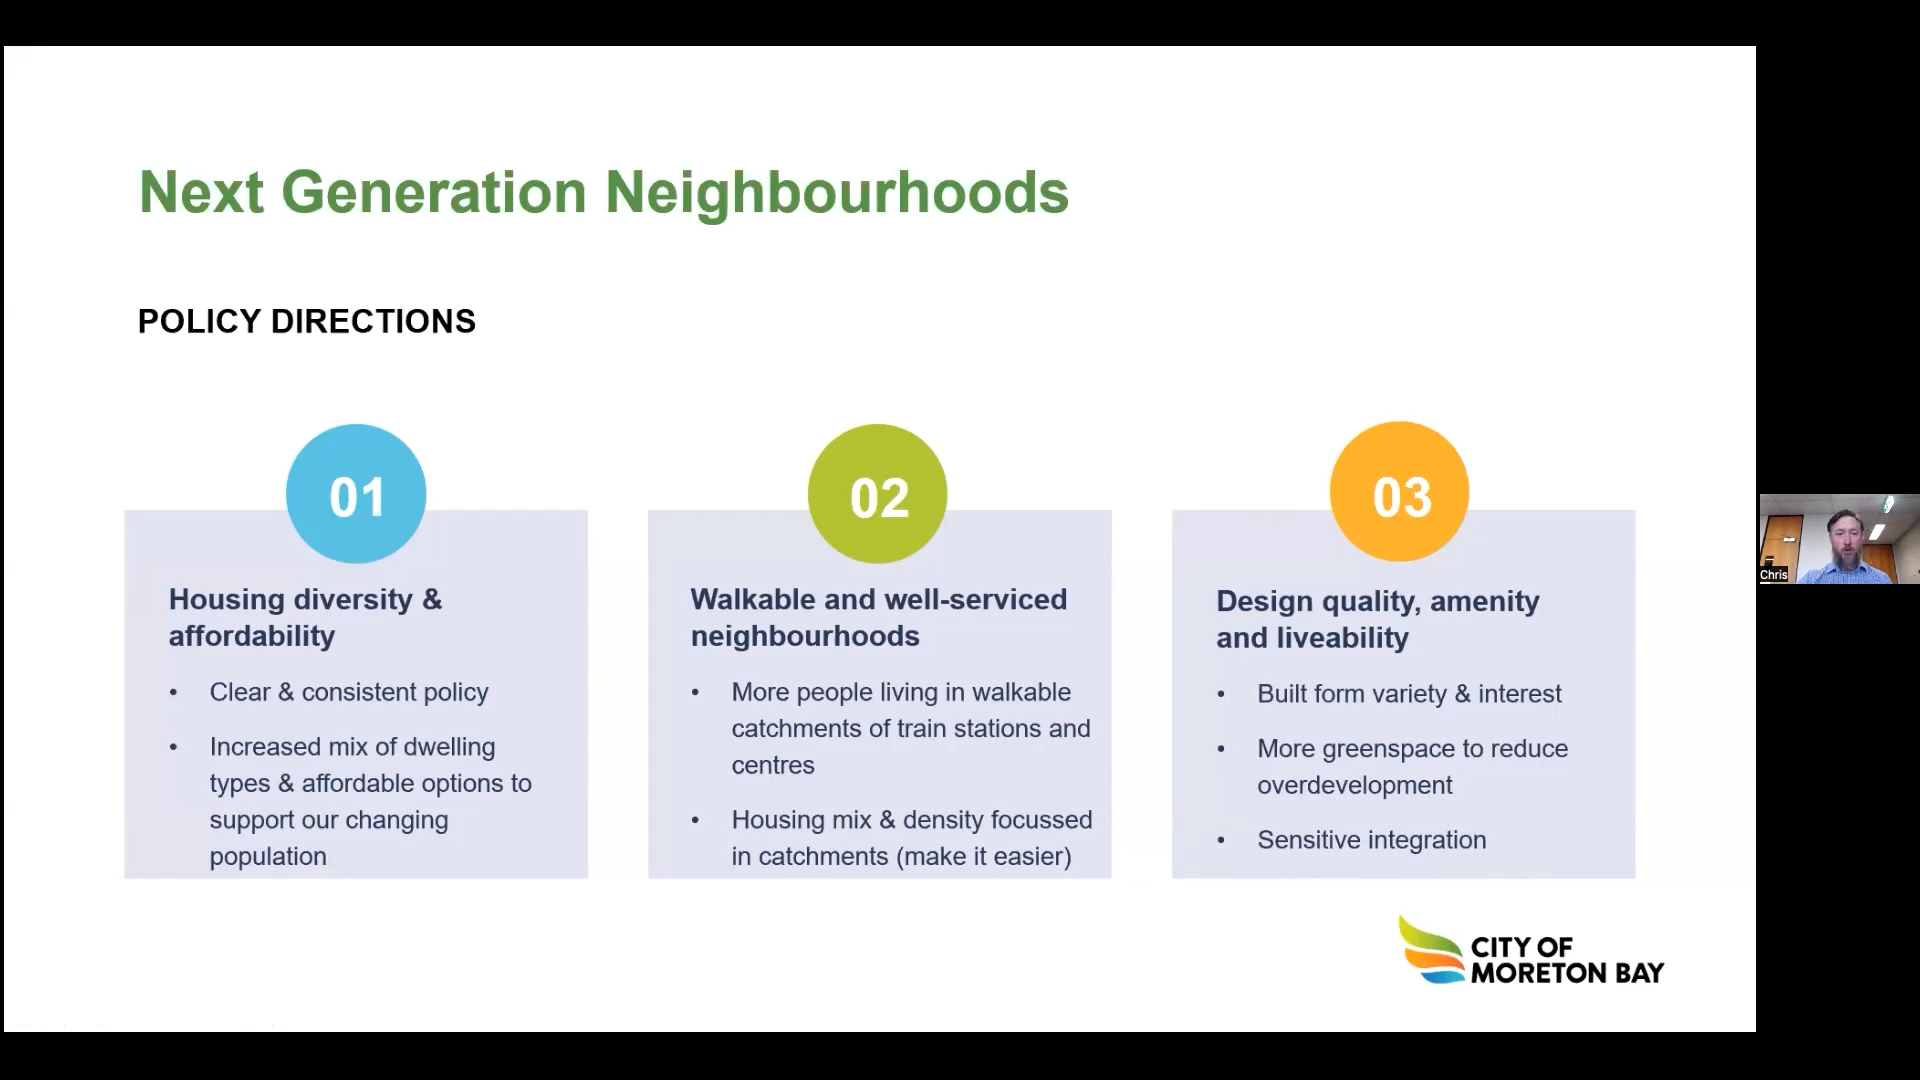 Next Generation Neighbourhoods
POLICY DIRECTIONS
01
Housing diversity &
affordability
• Clear & consistent policy
• Increased mix of dwelling
types & affordable options to
support our changing
population
02
Walkable and well-serviced
neighbourhoods
• More people living in walkable
catchments of train stations and
centres
• Housing mix & density focussed
in catchments (make it easier)
03
Design quality, amenity
and liveability
• Built form variety & interest
• More greenspace to reduce
overdevelopment
• Sensitive integration
CITY OF
MORETON BAY
Chris